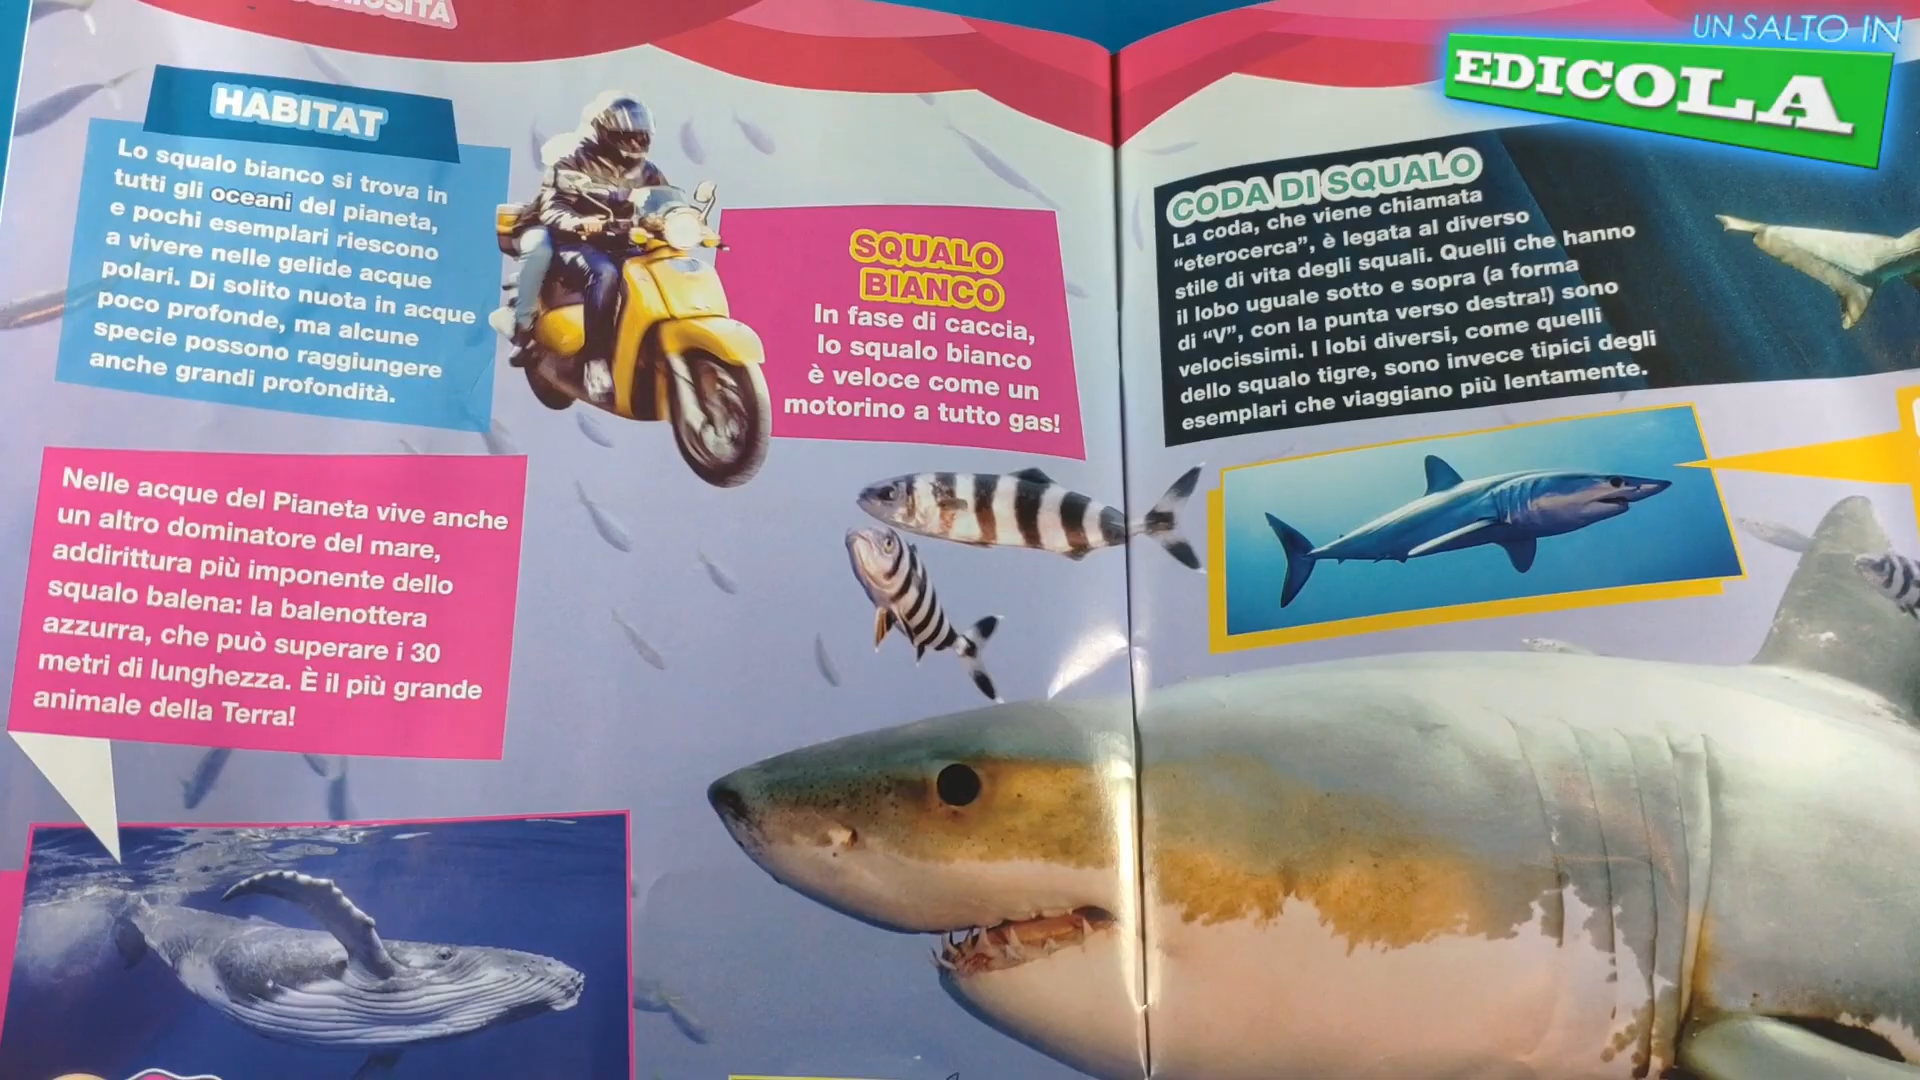 UN SALTO IN
EDICOLA
HABITAT
Lo squalo bianco si trova in
tutti gli oceani del pianeta,
e pochi esemplari riescono
a vivere nelle gelide acque
polari. Di solito nuota in acque
poco profonde, ma alcune
specie possono raggiungere
anche grandi profondità.
SQUALO
BIANCO
In fase di caccia,
lo squalo bianco
è veloce come un
motorino a tutto gas!
Nelle acque del Pianeta vive anche
un altro dominatore del mare,
addirittura più imponente dello
squalo balena: la balenottera
azzurra, che può superare i 30
metri di lunghezza. È il più grande
animale della Terra!
CODA DI SQUALO
La coda, che viene chiamata
“eterocerca”, è legata al diverso
stile di vita degli squali. Quelli che hanno
il lobo uguale sotto e sopra (a forma
di “V”, con la punta verso destra!) sono
velocissimi. I lobi diversi, come quelli
dello squalo tigre, sono invece tipici degli
esemplari che viaggiano più lentamente.